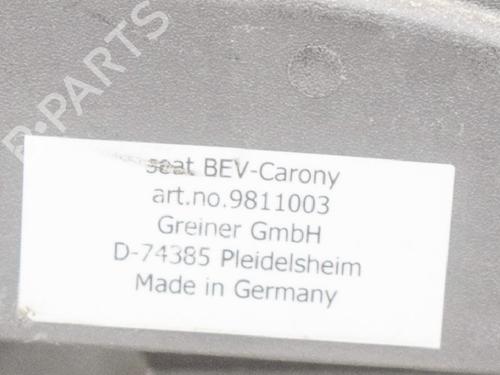 B-PARTS
seat BEV-Carony
art.no.9811003
Greiner GmbH
D-74385 Pleidelsheim
Made in Germany